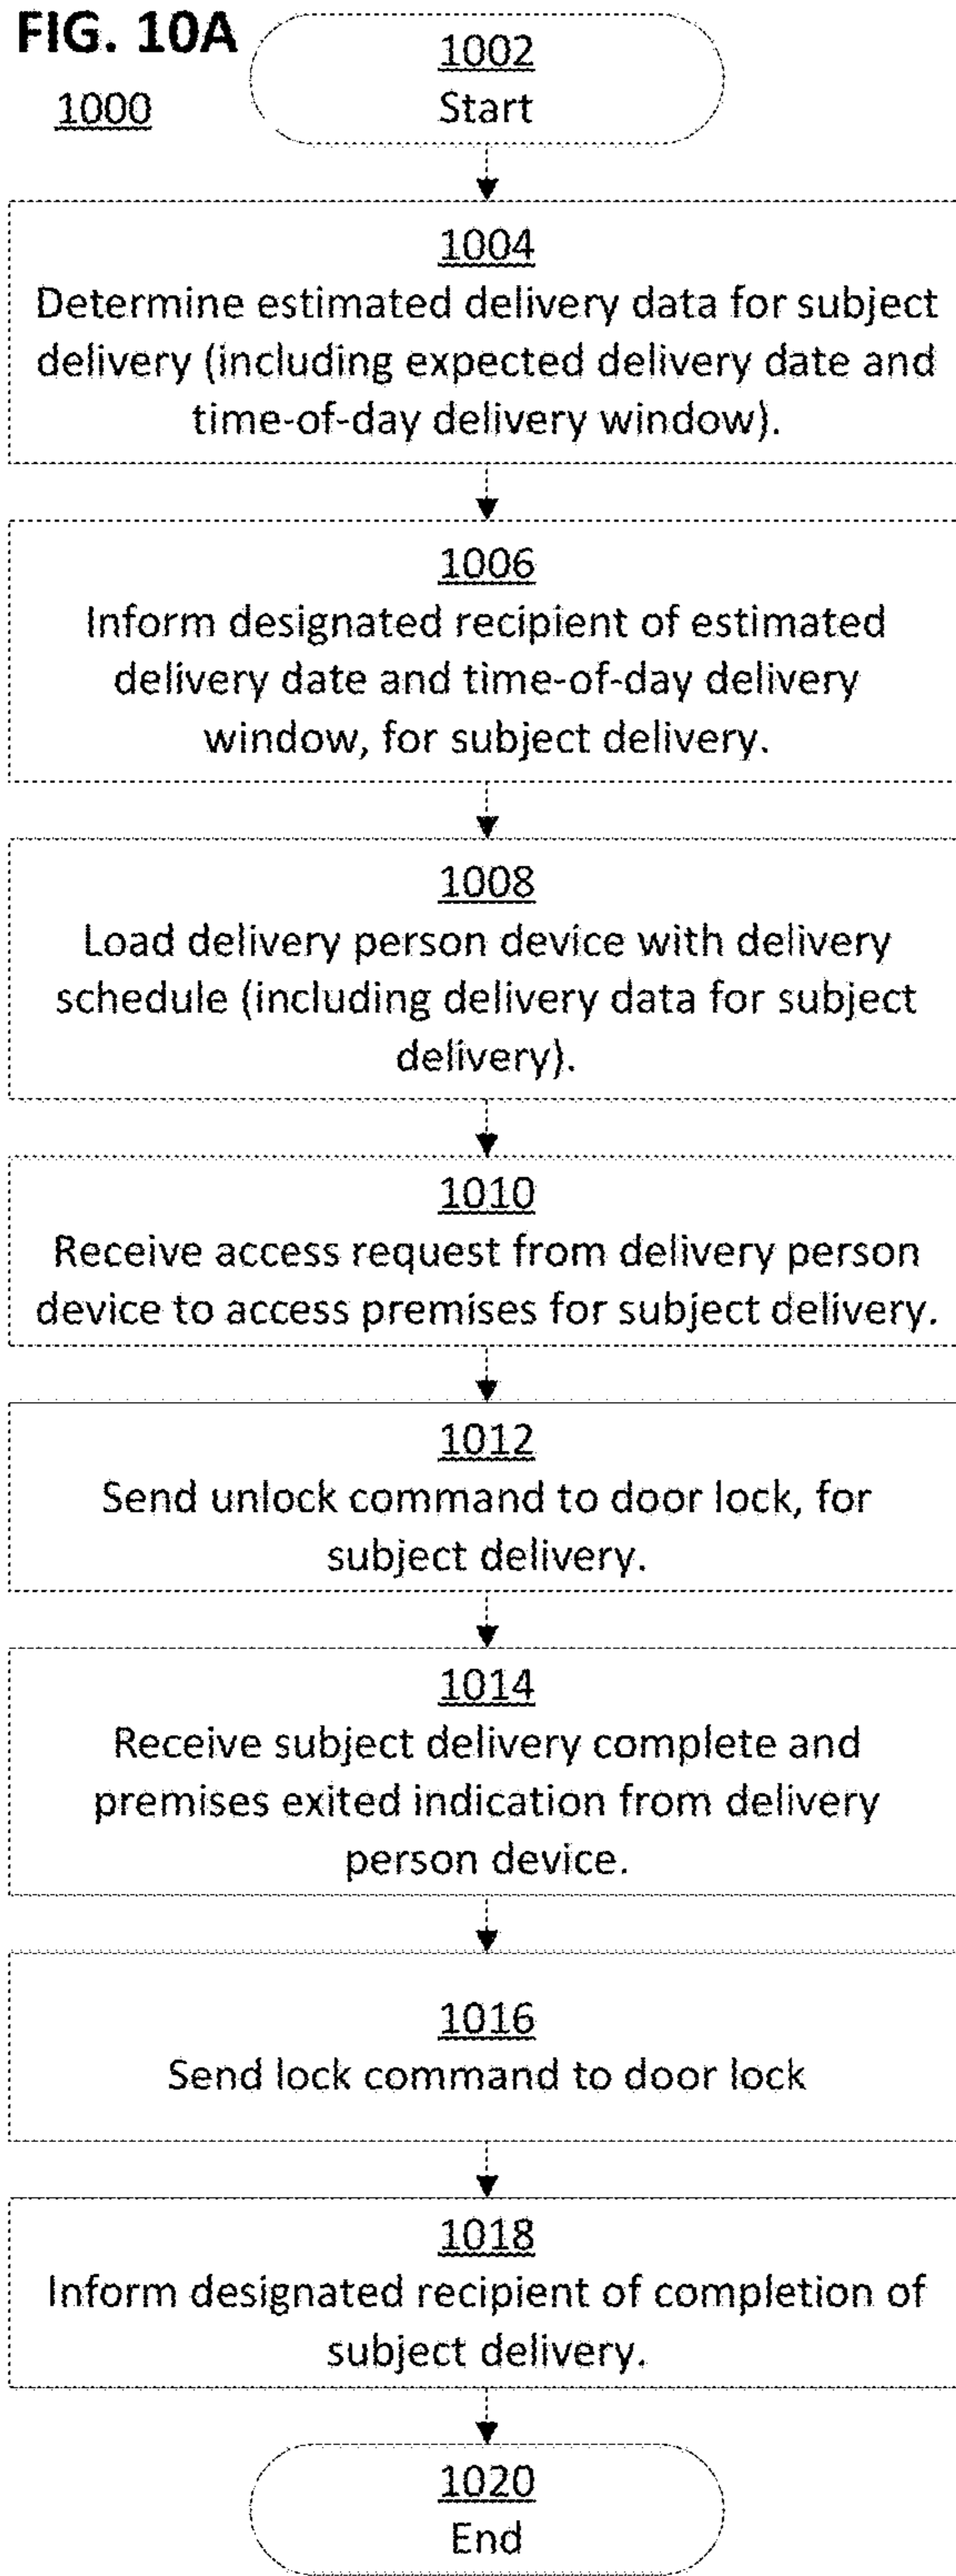 FIG. 10A
1000
1002
Start
1004
Determine estimated delivery data for subject
delivery (including expected delivery date and
time-of-day delivery window).
1006
Inform designated recipient of estimated
delivery date and time-of-day delivery
window, for subject delivery.
1008
Load delivery person device with delivery
schedule (including delivery data for subject
delivery).
1010
Receive access request from delivery person
device to access premises for subject delivery.
1012
Send unlock command to door lock, for
subject delivery.
1014
Receive subject delivery complete and
premises exited indication from delivery
person device.
1016
Send lock command to door lock
1018
Inform designated recipient of completion of
subject delivery.
1020
End